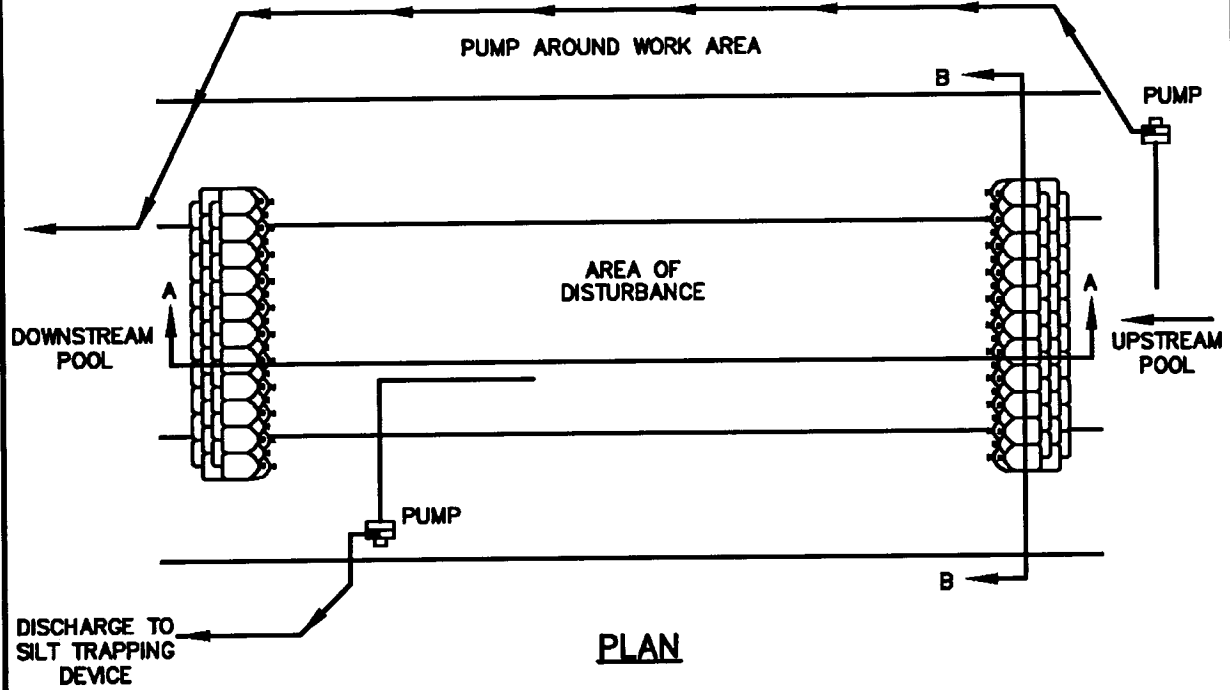 PUMP AROUND WORK AREA
B
PUMP
AREA OF
DISTURBANCE
A
A
DOWNSTREAM
POOL
UPSTREAM
POOL
PUMP
B
DISCHARGE TO
SILT TRAPPING
DEVICE
PLAN